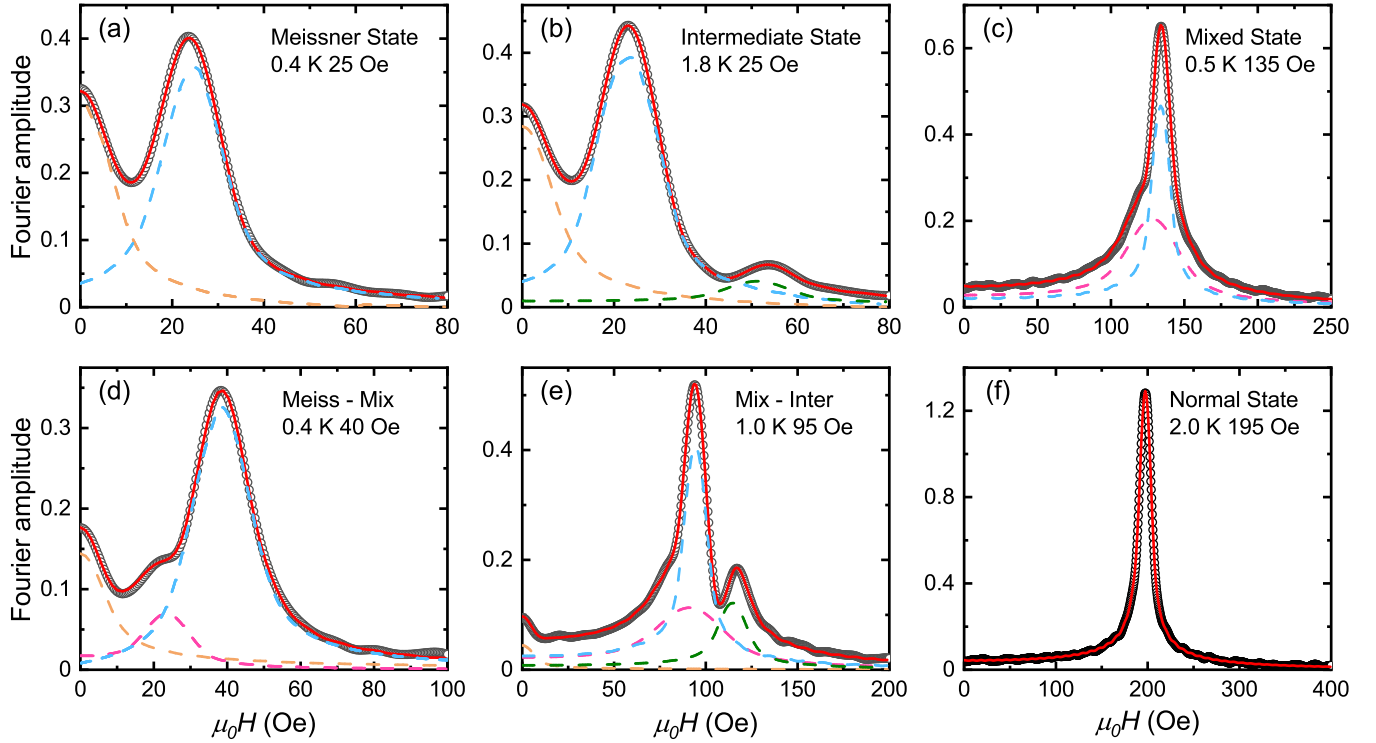 (a)
Meissner State
0.4 K 25 Oe
Fourier amplitude
0.4
0.3
0.2
0.1
0
0 20 40 60 80
(b)
Intermediate State
1.8 K 25 Oe
0.4
0.3
0.2
0.1
0
0 20 40 60 80
(c)
Mixed State
0.5 K 135 Oe
0.6
0.4
0.2
0
0 50 100 150 200 250
(d)
Meiss - Mix
0.4 K 40 Oe
Fourier amplitude
0.3
0.2
0.1
0
0 20 40 60 80 100
μ₀H (Oe)
(e)
Mix - Inter
1.0 K 95 Oe
0.4
0.2
0
0 50 100 150 200
μ₀H (Oe)
(f)
Normal State
2.0 K 195 Oe
1.2
0.8
0.4
0
0 100 200 300 400
μ₀H (Oe)